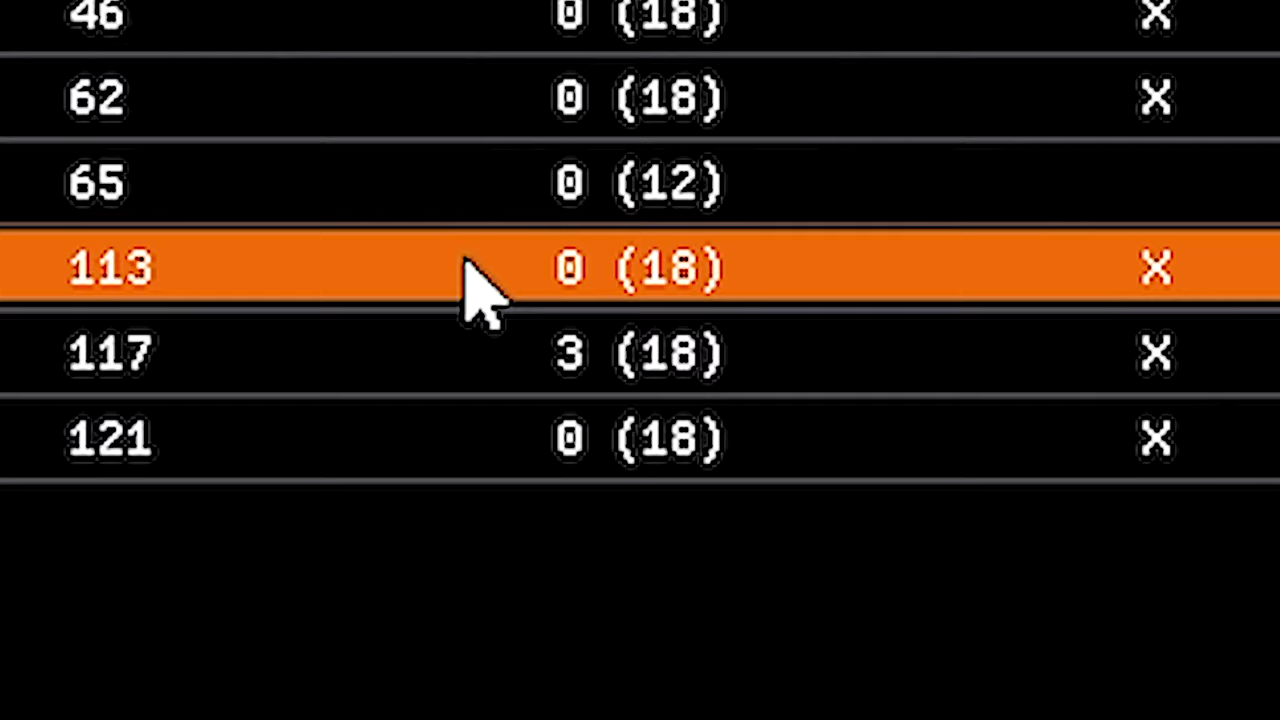 46 0 (18) X
62 0 (18) X
65 0 (12)
113 0 (18) X
117 3 (18) X
121 0 (18) X